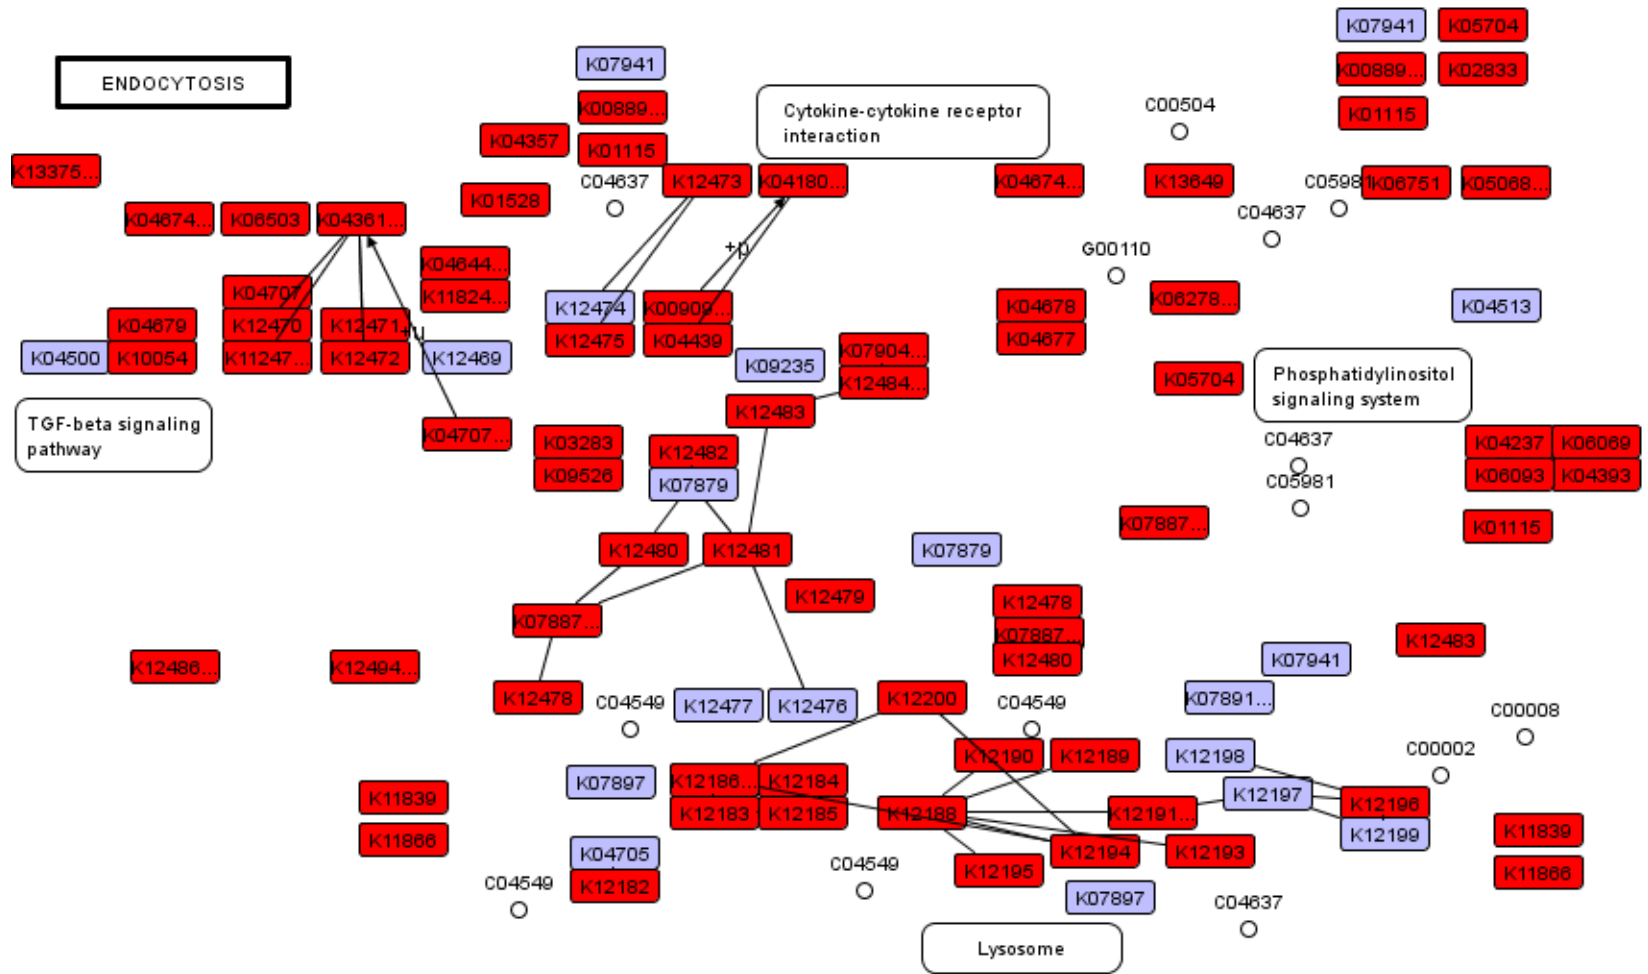 K07941
K05704
ENDOCYTOSIS
K07941
K00889...
K02833
K00889...
Cytokine-cytokine receptor
interaction
C00504
K01115
K04357
K01115
K13375...
C04637
K12473
K04180...
K04674...
K13649
C05981
K06751
K05068...
K01528
K04674...
K06503
K04361...
C04637
+p
G00110
K04644...
K04707
K11824...
K12474
K00909...
K04678
K06278...
K04513
K04679
K12470
K12471
+u
K12475
K04439
K04677
K04500
K10054
K11247...
K12472
K12469
K09235
K07904...
K12484...
K05704
Phosphatidylinositol
signaling system
TGF-beta signaling
pathway
K12483
K04707...
K03283
K12482
C04637
K04237
K06069
K09526
K07879
C05981
K06093
K04393
K07887...
K01115
K12480
K12481
K07879
K12479
K12478
K07887...
K07887...
K12483
K12486...
K12494...
K12480
K07941
K12478
C04549
K12477
K12476
K12200
C04549
K07891...
C00008
K12190
K12189
K12198
C00002
K07897
K12186...
K12184
K11839
K12197
K12196
K12183
K12185
K12188
K12191...
K12199
K11839
K11866
K04705
K12194
K12193
C04549
K12182
C04549
K12195
K11866
K07897
C04637
Lysosome